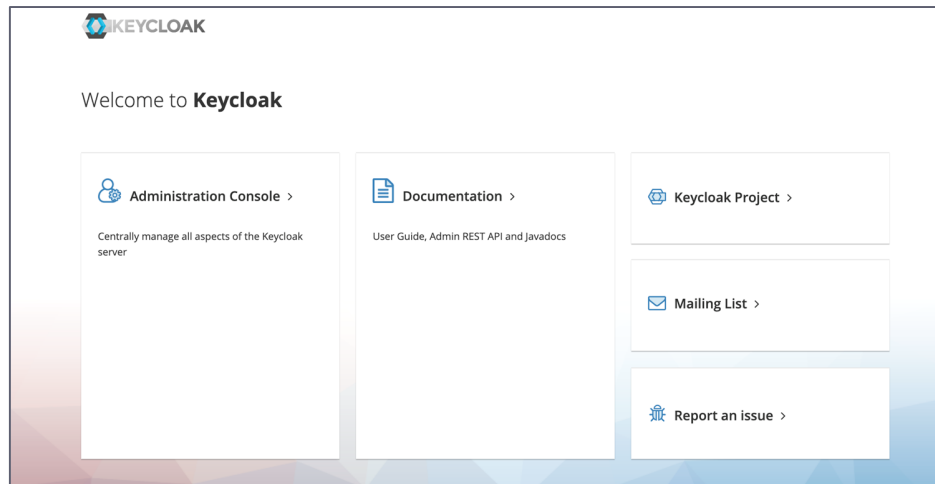 KEYCLOAK
Welcome to Keycloak
Administration Console >
Centrally manage all aspects of the Keycloak
server
Documentation >
User Guide, Admin REST API and Javadocs
Keycloak Project >
Mailing List >
Report an issue >